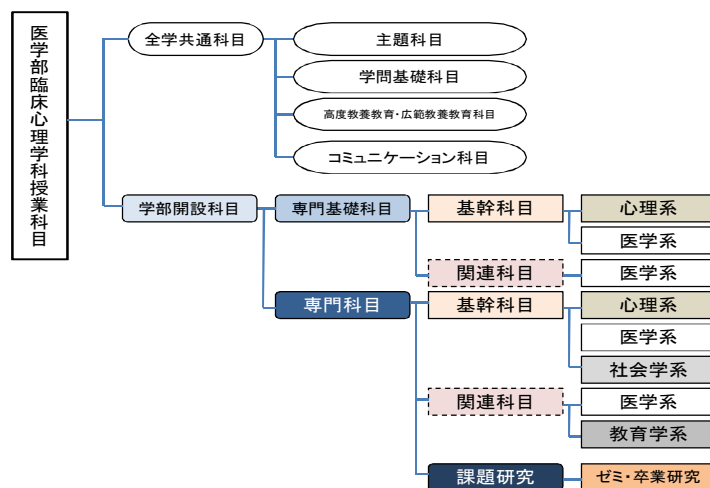 医学部臨床心理学科授業科目
全学共通科目
主題科目
学問基礎科目
高度教養教育・広範教養教育科目
コミュニケーション科目
学部開設科目
専門基礎科目
基幹科目
心理系
医学系
関連科目
医学系
専門科目
基幹科目
心理系
医学系
社会学系
関連科目
医学系
教育学系
課題研究
ゼミ・卒業研究